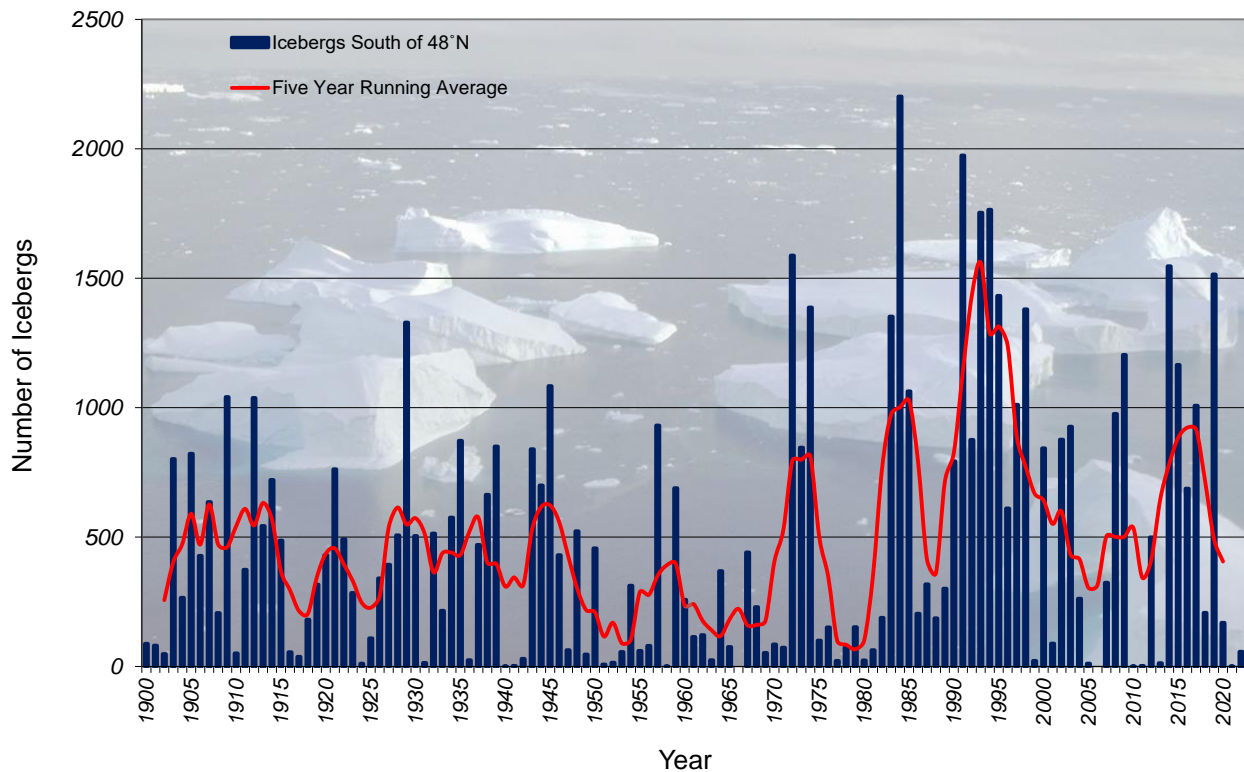 2500
2000
1500
1000
500
0
Icebergs South of 48˚N
Five Year Running Average
Number of Icebergs
1900 1905 1910 1915 1920 1925 1930 1935 1940 1945 1950 1955 1960 1965 1970 1975 1980 1985 1990 1995 2000 2005 2010 2015 2020
Year